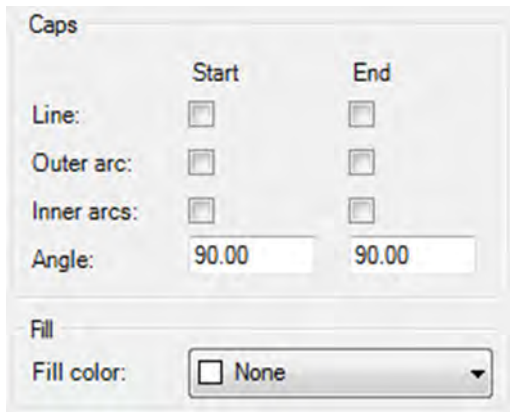 Caps
Start End
Line:
Outer arc:
Inner arcs:
Angle: 90.00 90.00
Fill
Fill color: None